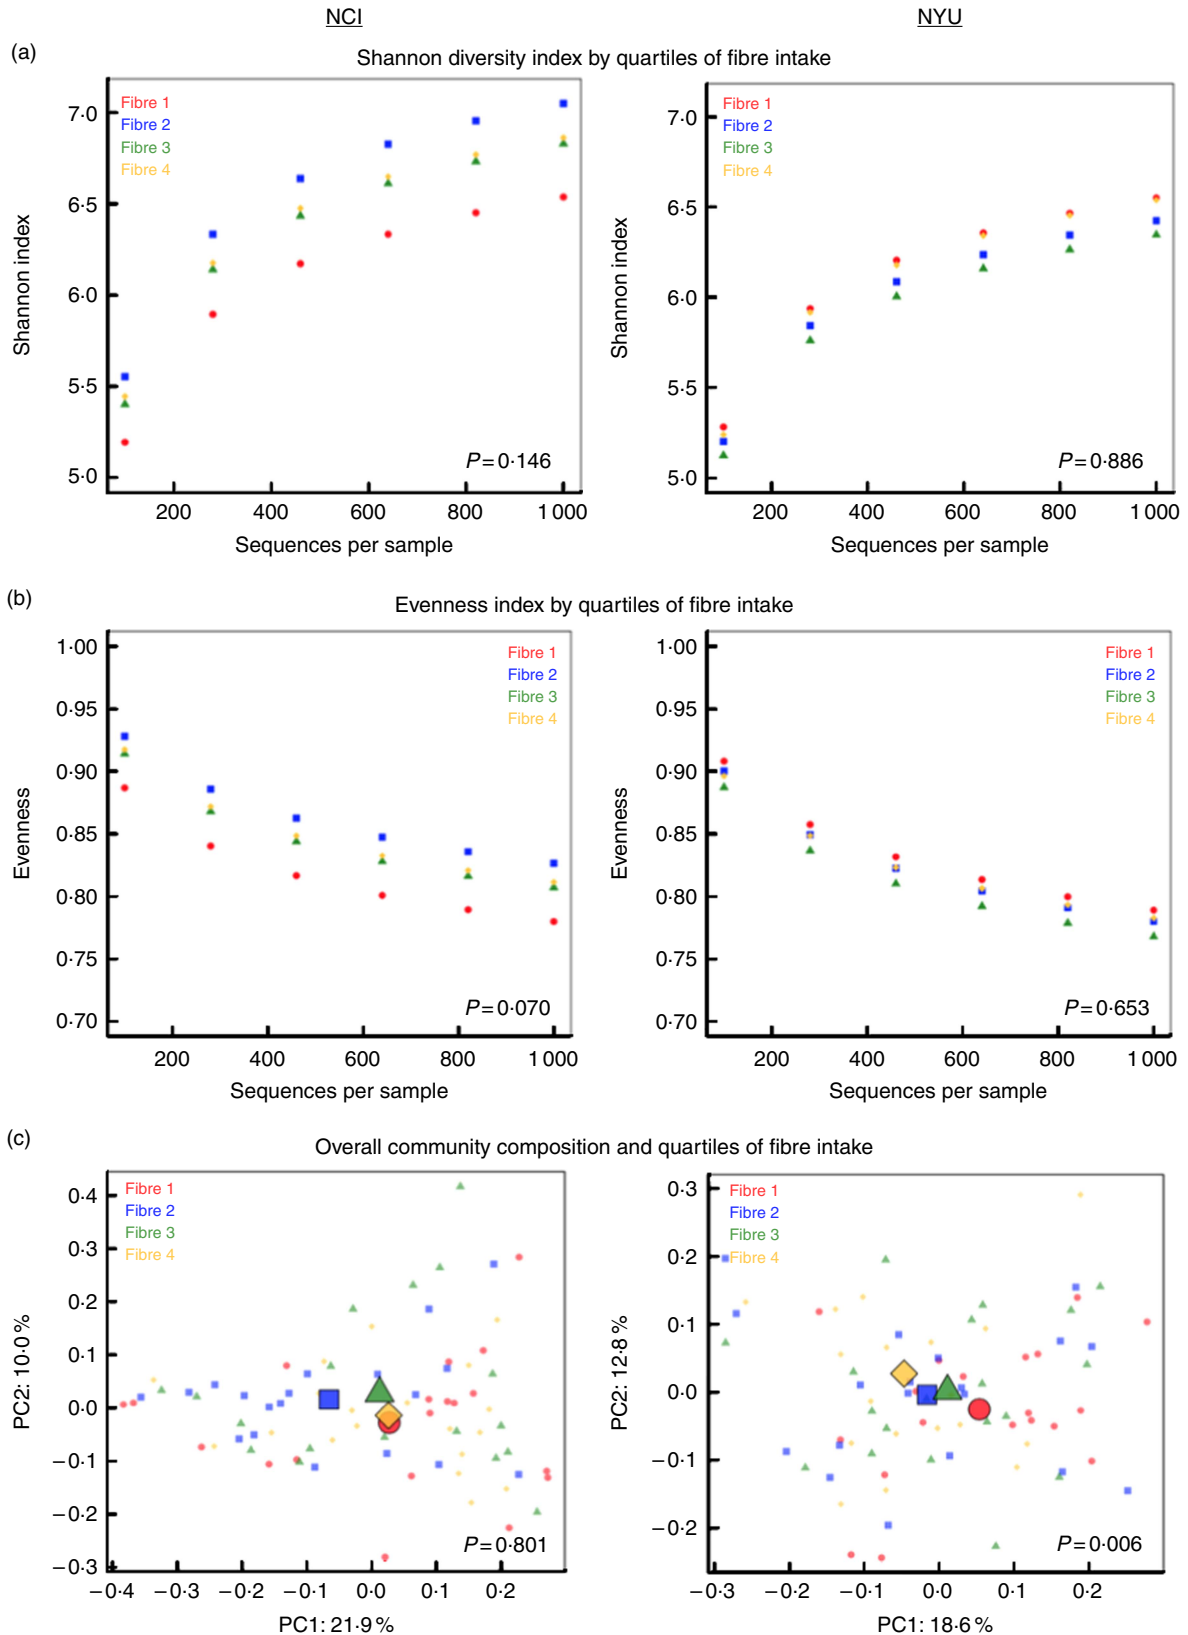 NCI
NYU
(a)
Shannon diversity index by quartiles of fibre intake
Shannon index
7·0
6·5
6·0
5·5
5·0
Fibre 1
Fibre 2
Fibre 3
Fibre 4
P=0·146
200 400 600 800 1000
Sequences per sample
Shannon index
7·0
6·5
6·0
5·5
5·0
Fibre 1
Fibre 2
Fibre 3
Fibre 4
P=0·886
200 400 600 800 1000
Sequences per sample
(b)
Evenness index by quartiles of fibre intake
Evenness
1·00
0·95
0·90
0·85
0·80
0·75
0·70
Fibre 1
Fibre 2
Fibre 3
Fibre 4
P=0·070
200 400 600 800 1000
Sequences per sample
Evenness
1·00
0·95
0·90
0·85
0·80
0·75
0·70
Fibre 1
Fibre 2
Fibre 3
Fibre 4
P=0·653
200 400 600 800 1000
Sequences per sample
(c)
Overall community composition and quartiles of fibre intake
PC2: 10·0 %
0·4
0·3
0·2
0·1
0·0
−0·1
−0·2
−0·3
Fibre 1
Fibre 2
Fibre 3
Fibre 4
P=0·801
−0·4 −0·3 −0·2 −0·1 0·0 0·1 0·2
PC1: 21·9 %
PC2: 12·8 %
0·3
0·2
0·1
0·0
−0·1
−0·2
Fibre 1
Fibre 2
Fibre 3
Fibre 4
P=0·006
−0·3 −0·2 −0·1 0·0 0·1 0·2
PC1: 18·6 %